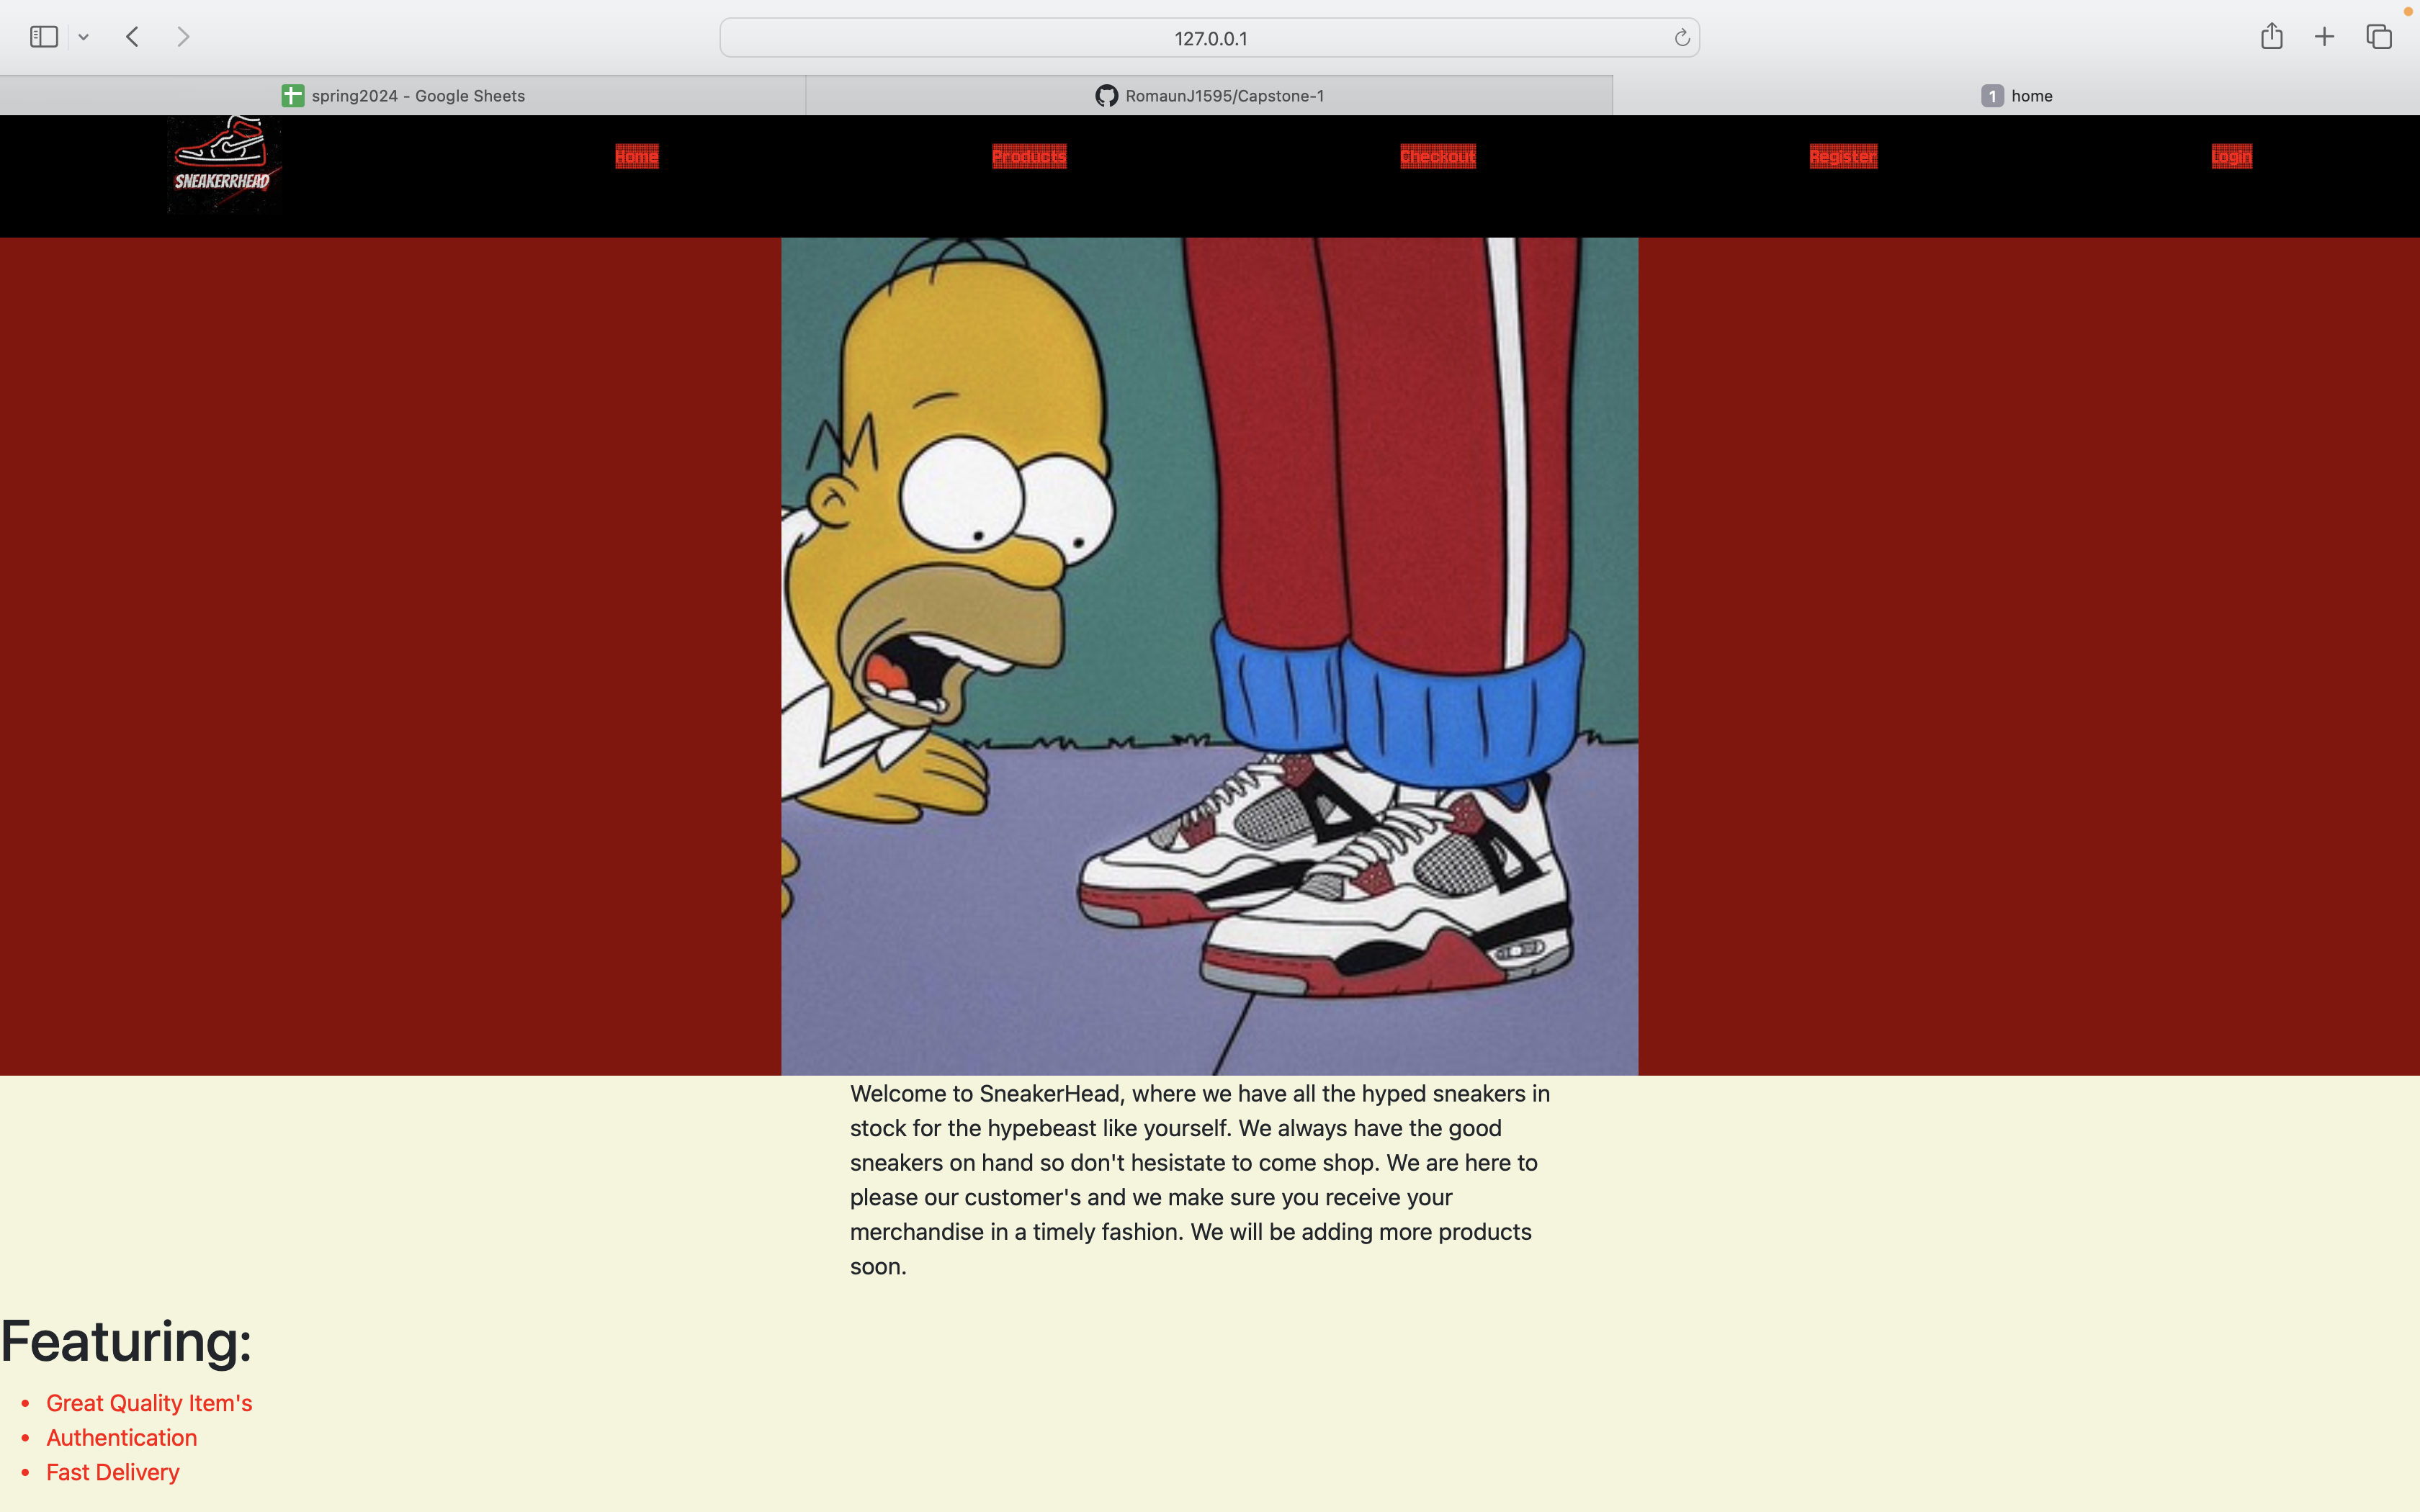 127.0.0.1
spring2024 - Google Sheets
RomaunJ1595/Capstone-1
1 home
SNEAKERRHEAD
Home
Products
Checkout
Register
Login
Welcome to SneakerHead, where we have all the hyped sneakers in
stock for the hypebeast like yourself. We always have the good
sneakers on hand so don't hesistate to come shop. We are here to
please our customer's and we make sure you receive your
merchandise in a timely fashion. We will be adding more products
soon.
Featuring:
• Great Quality Item's
• Authentication
• Fast Delivery